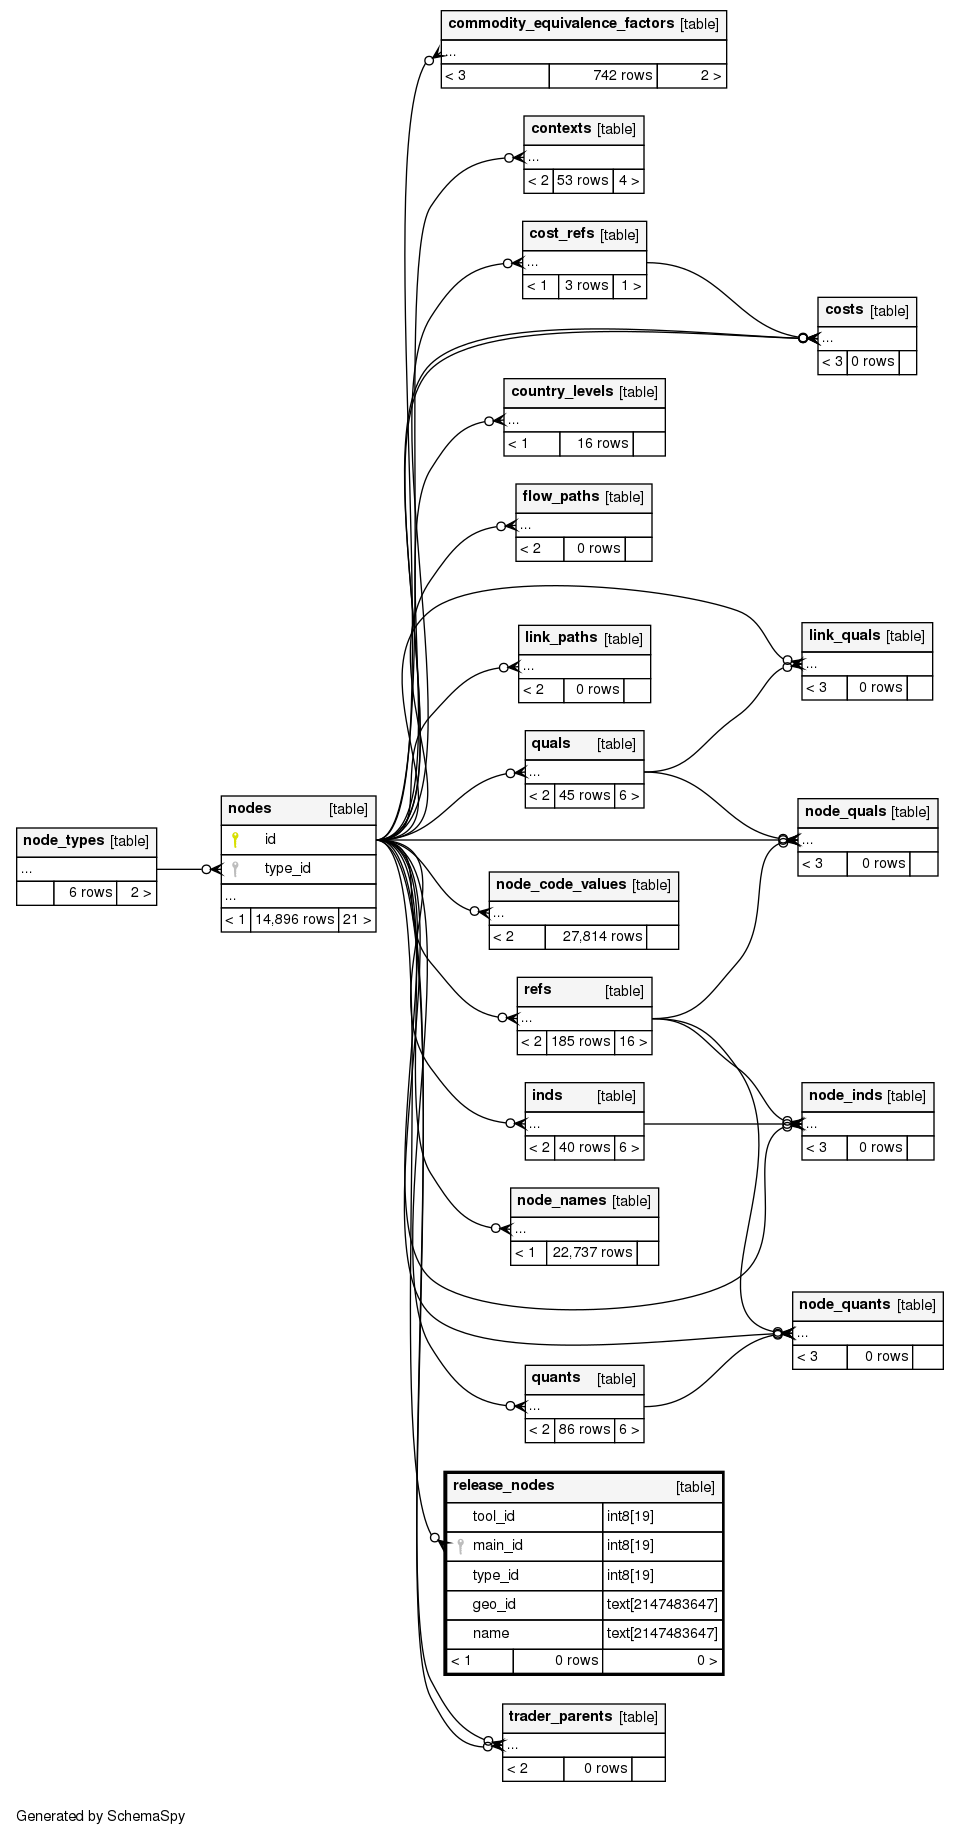 commodity_equivalence_factors [table]
...
< 3 742 rows 2 >
contexts [table]
...
< 2 53 rows 4 >
cost_refs [table]
...
< 1 3 rows 1 >
costs [table]
...
< 3 0 rows
country_levels [table]
...
< 1 16 rows
flow_paths [table]
...
< 2 0 rows
link_paths [table]
...
< 2 0 rows
link_quals [table]
...
< 3 0 rows
quals [table]
...
< 2 45 rows 6 >
node_types [table]
...
6 rows 2 >
nodes [table]
id
type_id
...
< 1 14,896 rows 21 >
node_quals [table]
...
< 3 0 rows
node_code_values [table]
...
< 2 27,814 rows
refs [table]
...
< 2 185 rows 16 >
inds [table]
...
< 2 40 rows 6 >
node_inds [table]
...
< 3 0 rows
node_names [table]
...
< 1 22,737 rows
node_quants [table]
...
< 3 0 rows
quants [table]
...
< 2 86 rows 6 >
release_nodes [table]
tool_id int8[19]
main_id int8[19]
type_id int8[19]
geo_id text[2147483647]
name text[2147483647]
< 1 0 rows 0 >
trader_parents [table]
...
< 2 0 rows
Generated by SchemaSpy